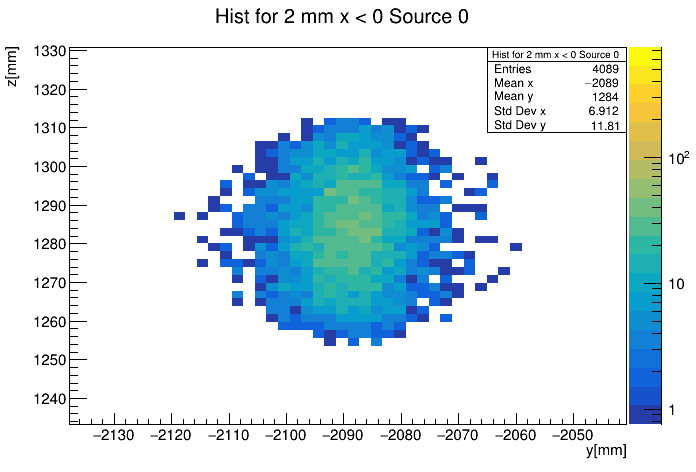 Hist for 2 mm x < 0 Source 0
z[mm]
Hist for 2 mm x < 0 Source 0
Entries 4089
Mean x −2089
Mean y 1284
Std Dev x 6.912
Std Dev y 11.81
1330
1320
1310
1300
1290
1280
1270
1260
1250
1240
10²
10
1
−2130 −2120 −2110 −2100 −2090 −2080 −2070 −2060 −2050
y[mm]